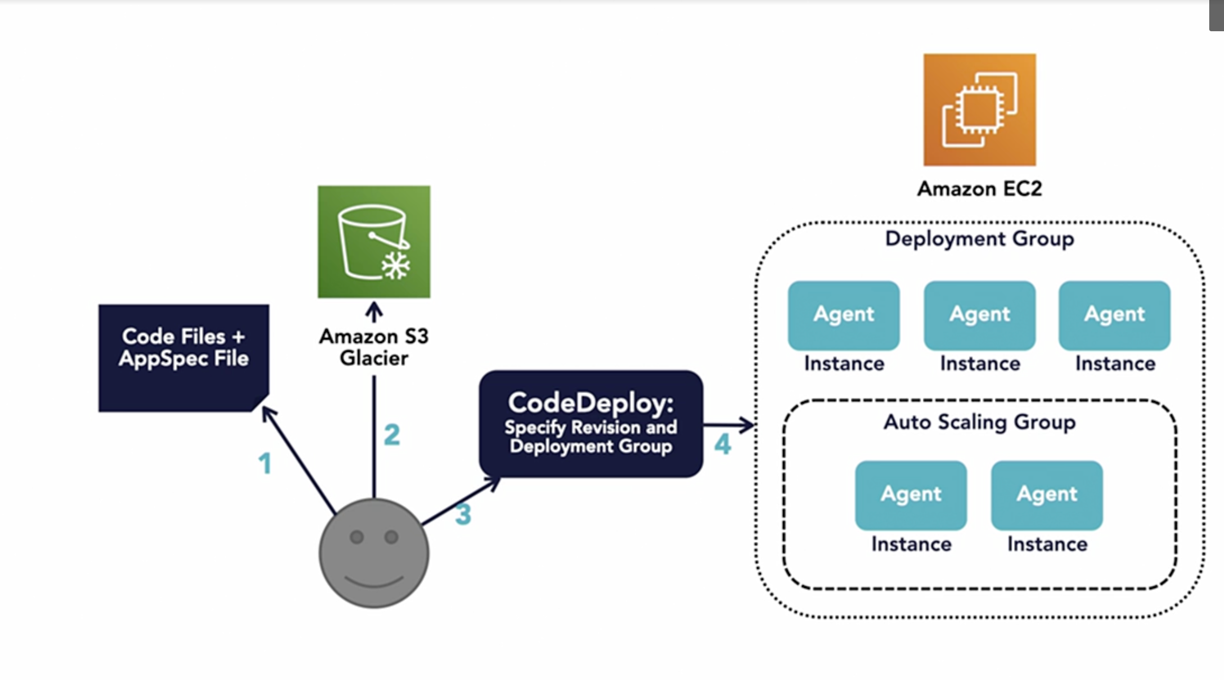 Amazon EC2
Deployment Group
Agent
Agent
Agent
Instance
Instance
Instance
Auto Scaling Group
Agent
Agent
Instance
Instance
Amazon S3
Glacier
Code Files +
AppSpec File
CodeDeploy:
Specify Revision and
Deployment Group
1
2
3
4